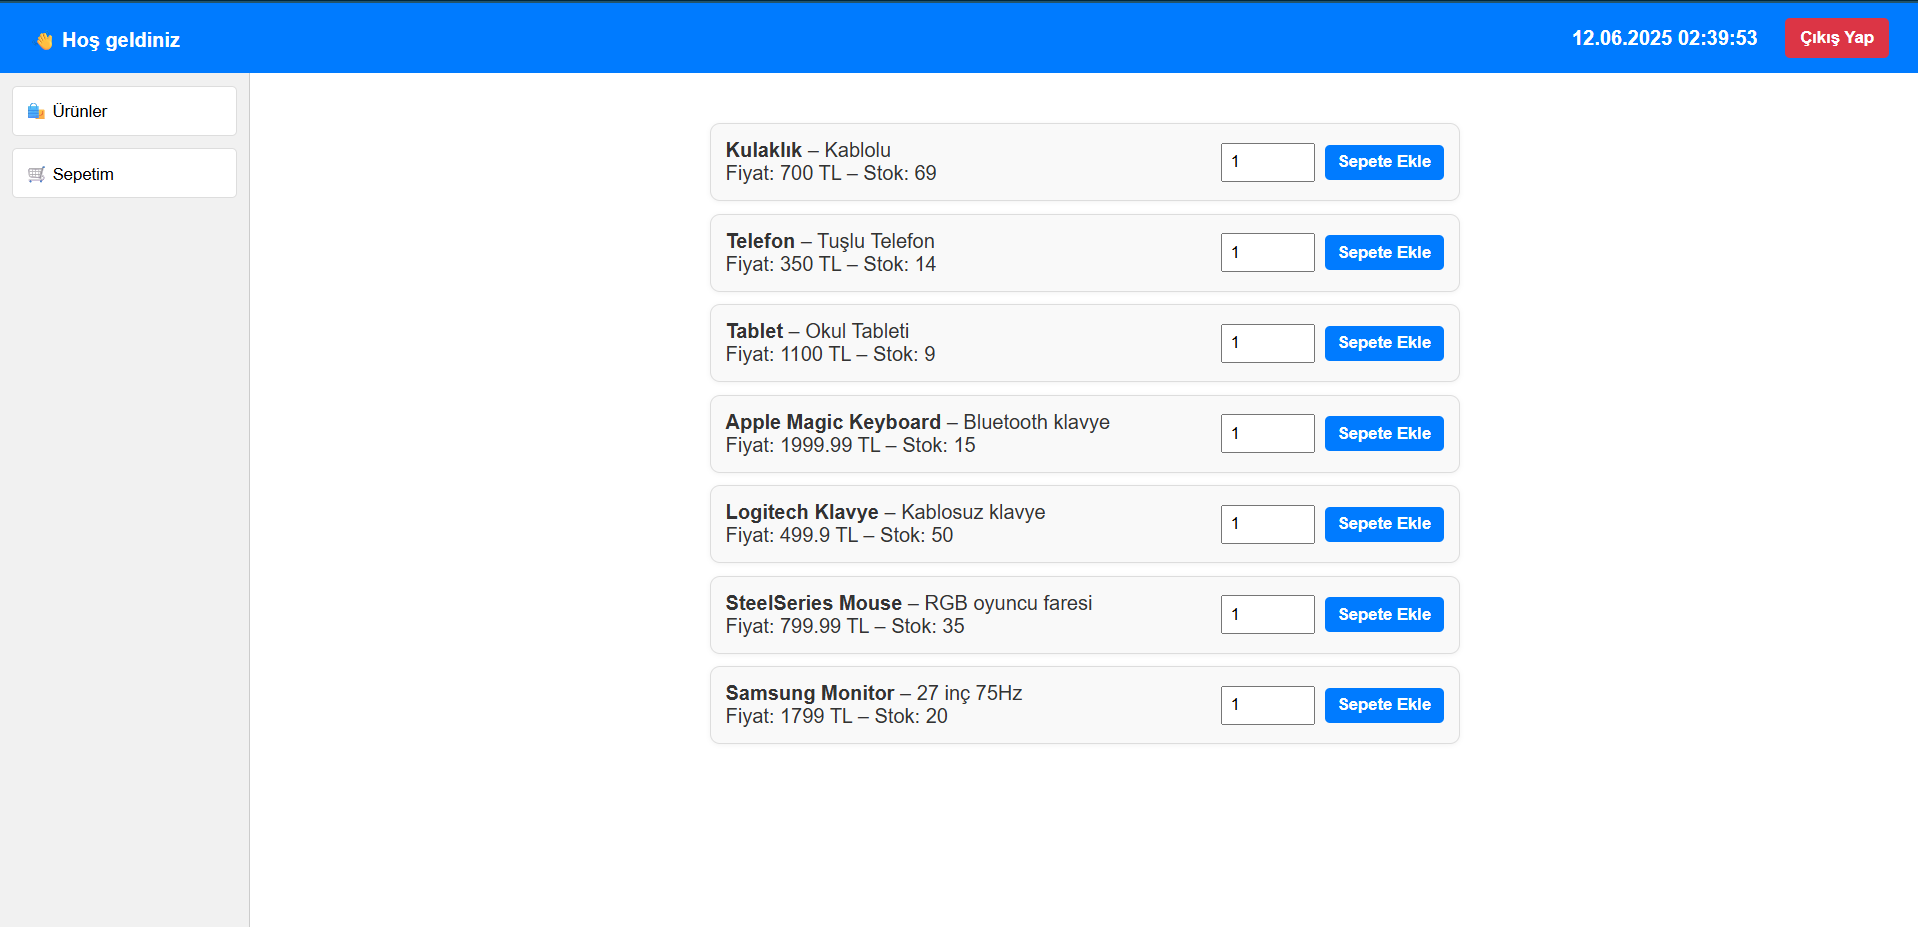 👋 Hoş geldiniz
12.06.2025 02:39:53
Çıkış Yap
🛍️ Ürünler
🛒 Sepetim
Kulaklık – Kablolu
Fiyat: 700 TL – Stok: 69
1
Sepete Ekle
Telefon – Tuşlu Telefon
Fiyat: 350 TL – Stok: 14
1
Sepete Ekle
Tablet – Okul Tableti
Fiyat: 1100 TL – Stok: 9
1
Sepete Ekle
Apple Magic Keyboard – Bluetooth klavye
Fiyat: 1999.99 TL – Stok: 15
1
Sepete Ekle
Logitech Klavye – Kablosuz klavye
Fiyat: 499.9 TL – Stok: 50
1
Sepete Ekle
SteelSeries Mouse – RGB oyuncu faresi
Fiyat: 799.99 TL – Stok: 35
1
Sepete Ekle
Samsung Monitor – 27 inç 75Hz
Fiyat: 1799 TL – Stok: 20
1
Sepete Ekle